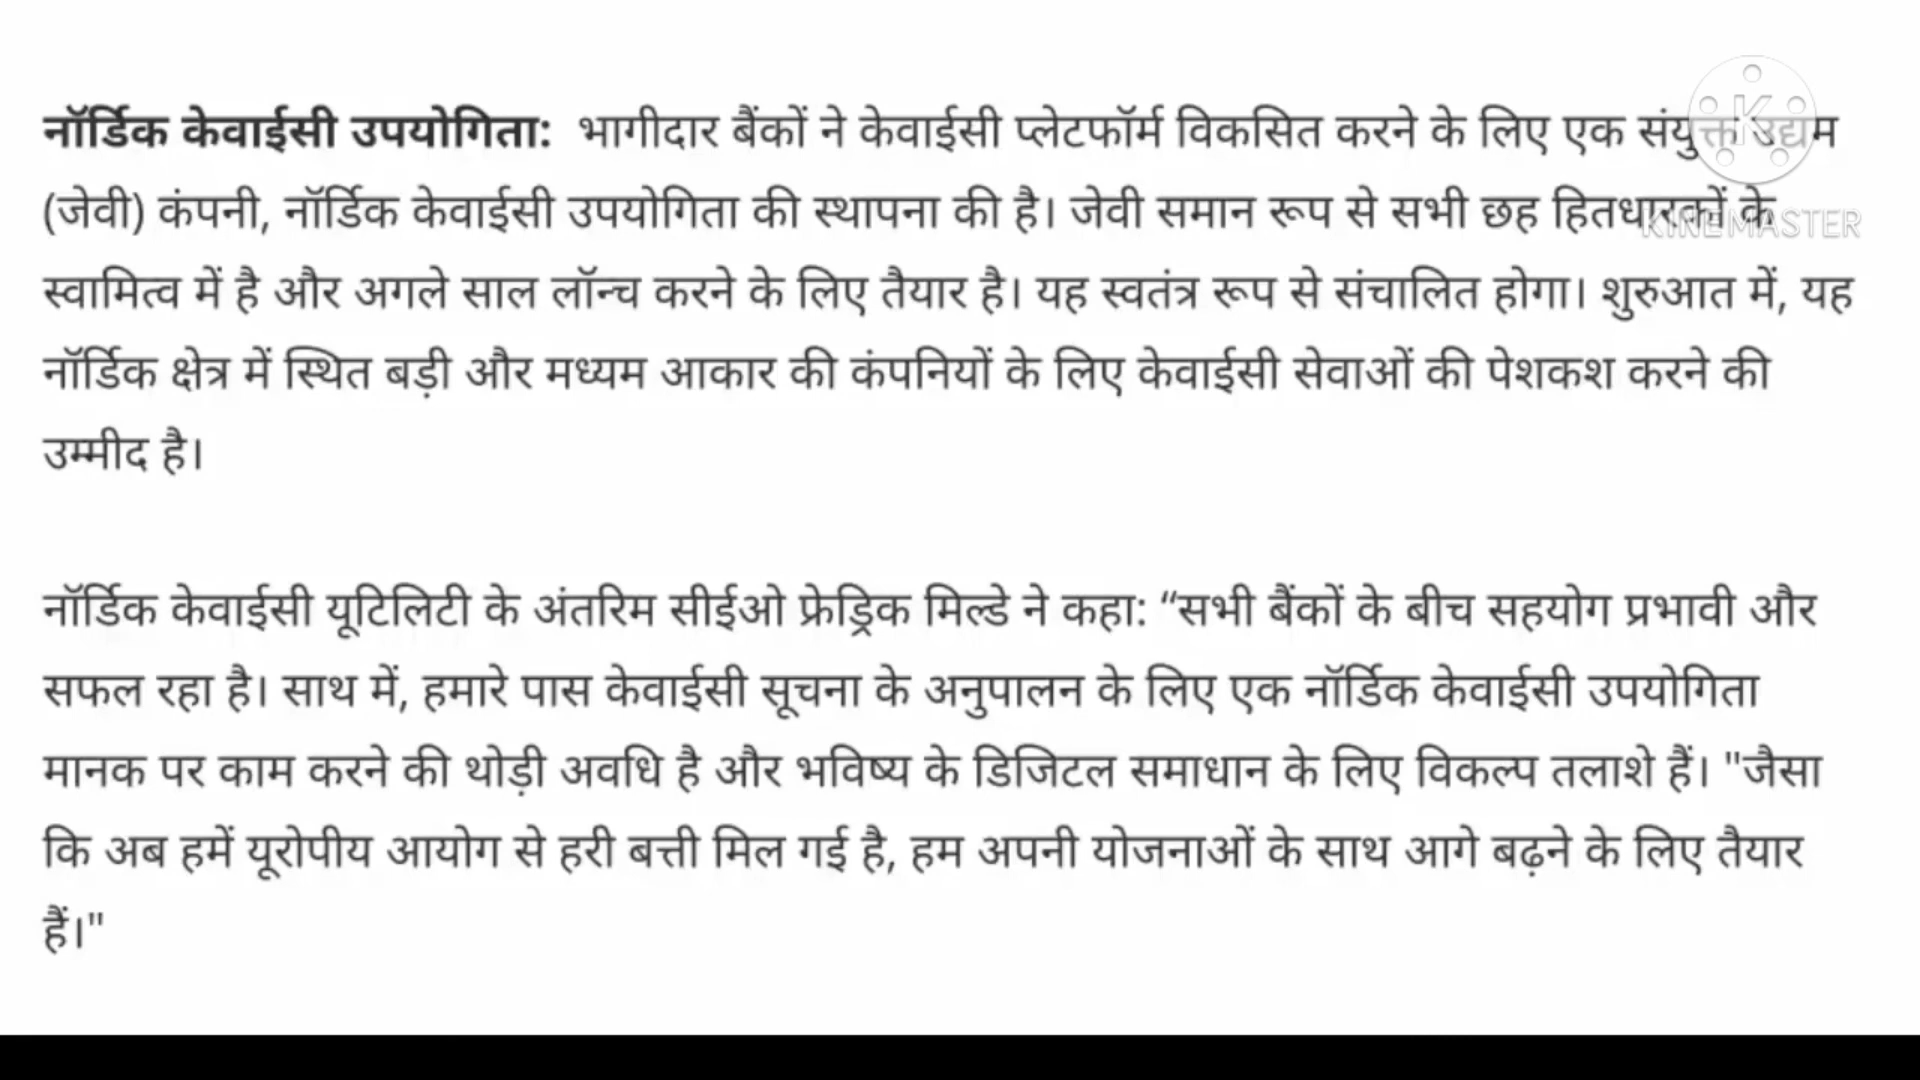 नॉर्डिक केवाईसी उपयोगिता: भागीदार बैंकों ने केवाईसी प्लेटफॉर्म विकसित करने के लिए एक संयुक्त उद्यम
(जेवी) कंपनी, नॉर्डिक केवाईसी उपयोगिता की स्थापना की है। जेवी समान रूप से सभी छह हितधारकों के
KINEMASTER
स्वामित्व में है और अगले साल लॉन्च करने के लिए तैयार है। यह स्वतंत्र रूप से संचालित होगा। शुरुआत में, यह
नॉर्डिक क्षेत्र में स्थित बड़ी और मध्यम आकार की कंपनियों के लिए केवाईसी सेवाओं की पेशकश करने की
उम्मीद है।
नॉर्डिक केवाईसी यूटिलिटी के अंतरिम सीईओ फ्रेड्रिक मिल्डे ने कहा: “सभी बैंकों के बीच सहयोग प्रभावी और
सफल रहा है। साथ में, हमारे पास केवाईसी सूचना के अनुपालन के लिए एक नॉर्डिक केवाईसी उपयोगिता
मानक पर काम करने की थोड़ी अवधि है और भविष्य के डिजिटल समाधान के लिए विकल्प तलाशे हैं। "जैसा
कि अब हमें यूरोपीय आयोग से हरी बत्ती मिल गई है, हम अपनी योजनाओं के साथ आगे बढ़ने के लिए तैयार
हैं।"